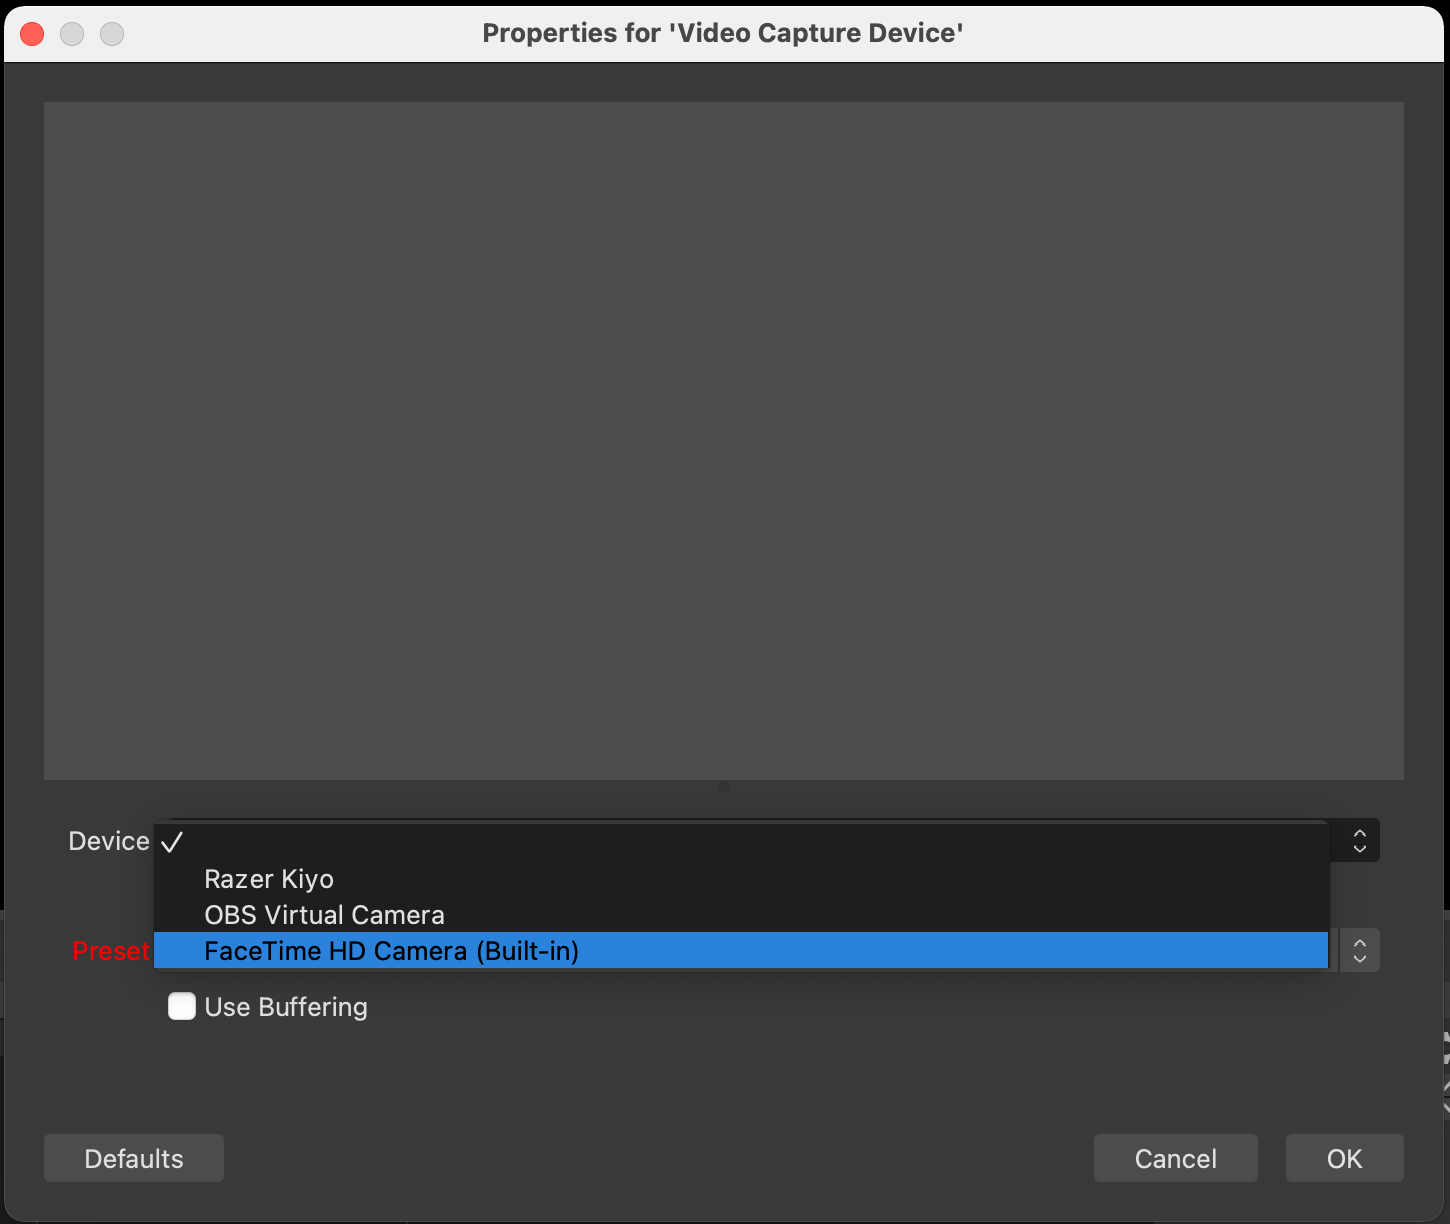 Properties for 'Video Capture Device'
Device
Razer Kiyo
OBS Virtual Camera
Preset FaceTime HD Camera (Built-in)
Use Buffering
Defaults Cancel OK